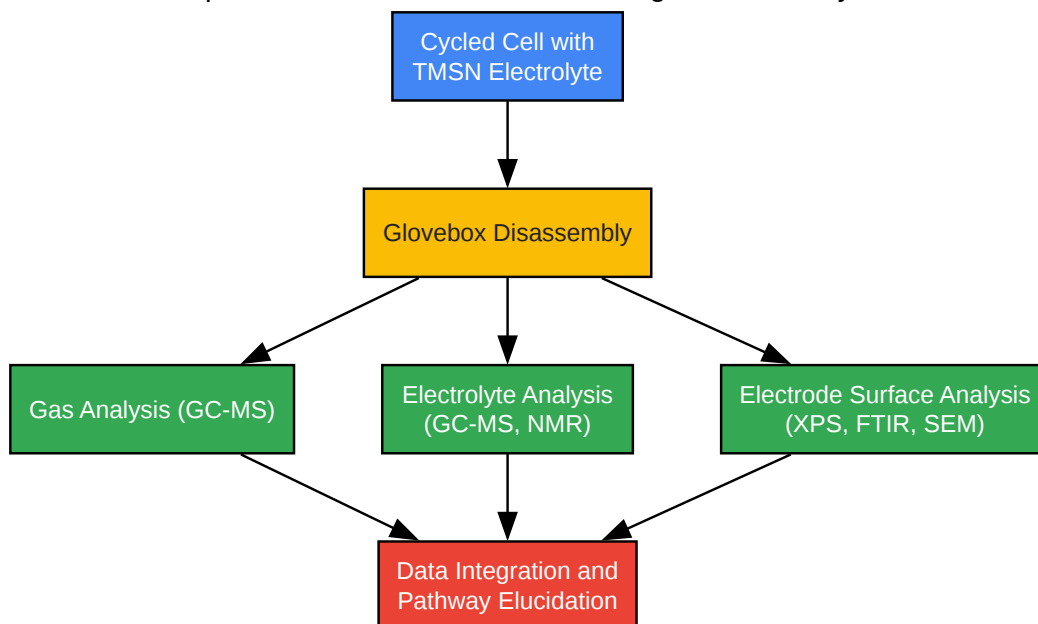 Cycled Cell with
TMSN Electrolyte
Glovebox Disassembly
Gas Analysis (GC-MS)
Electrolyte Analysis
(GC-MS, NMR)
Electrode Surface Analysis
(XPS, FTIR, SEM)
Data Integration and
Pathway Elucidation